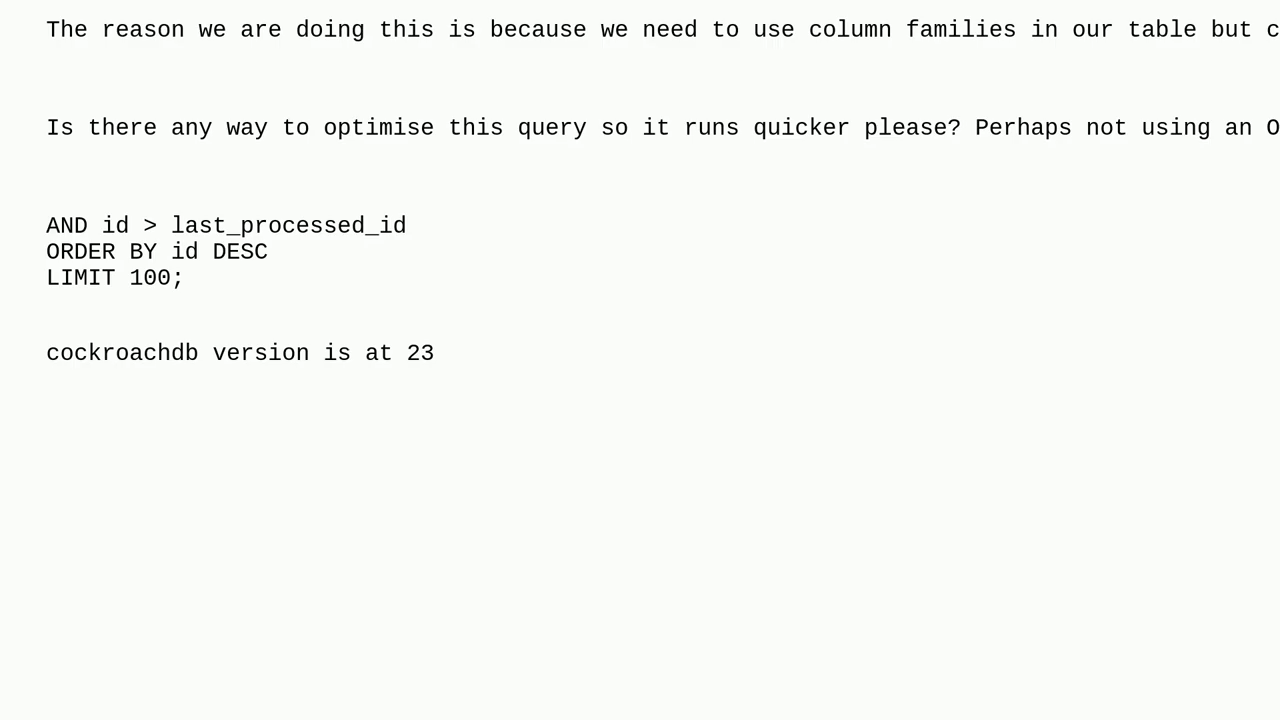 The reason we are doing this is because we need to use column families in our table but
Is there any way to optimise this query so it runs quicker please? Perhaps not using an
AND id > last_processed_id
ORDER BY id DESC
LIMIT 100;
cockroachdb version is at 23